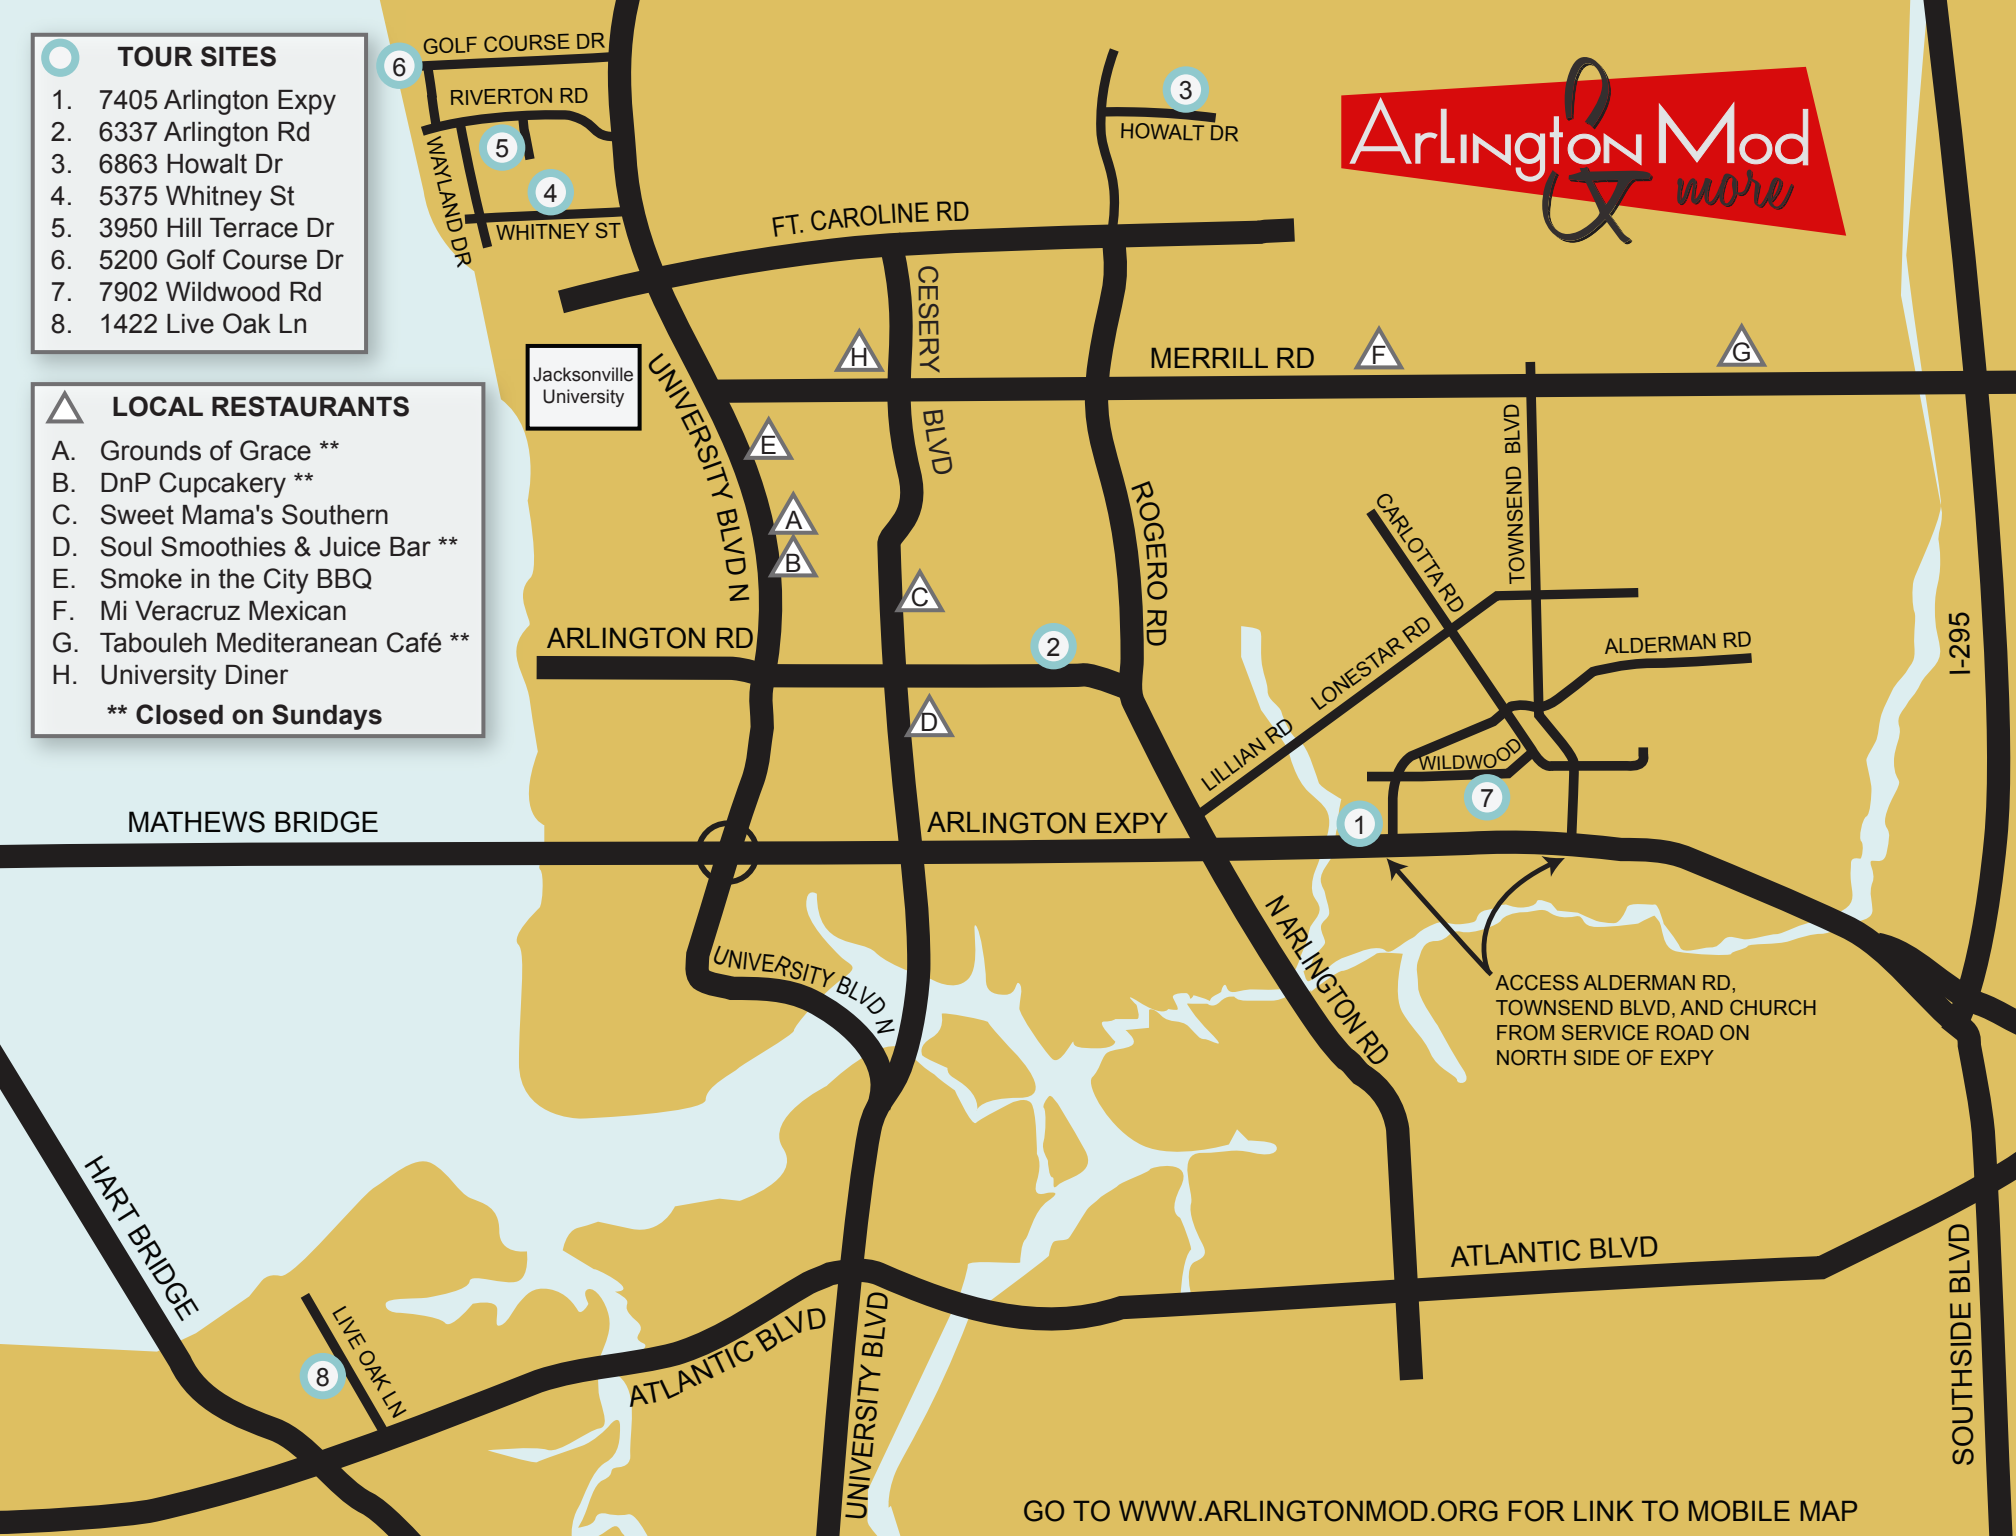 TOUR SITES
1. 7405 Arlington Expy
2. 6337 Arlington Rd
3. 6863 Howalt Dr
4. 5375 Whitney St
5. 3950 Hill Terrace Dr
6. 5200 Golf Course Dr
7. 7902 Wildwood Rd
8. 1422 Live Oak Ln
LOCAL RESTAURANTS
A. Grounds of Grace **
B. DnP Cupcakery **
C. Sweet Mama's Southern
D. Soul Smoothies & Juice Bar **
E. Smoke in the City BBQ
F. Mi Veracruz Mexican
G. Tabouleh Mediteranean Café **
H. University Diner
** Closed on Sundays
Arlington Mod
& more
GOLF COURSE DR
6
RIVERTON RD
5
WAYLAND DR
4
WHITNEY ST
3
HOWALT DR
FT. CAROLINE RD
CESERY BLVD
Jacksonville
University
H
MERRILL RD
F
G
UNIVERSITY BLVD N
E
A
B
C
ROGERO RD
CARLOTTA RD
TOWNSEND BLVD
ARLINGTON RD
2
D
LILLIAN RD
LONESTAR RD
ALDERMAN RD
I-295
WILDWOOD
7
MATHEWS BRIDGE
ARLINGTON EXPY
1
UNIVERSITY BLVD N
N ARLINGTON RD
ACCESS ALDERMAN RD,
TOWNSEND BLVD, AND CHURCH
FROM SERVICE ROAD ON
NORTH SIDE OF EXPY
HART BRIDGE
LIVE OAK LN
8
ATLANTIC BLVD
UNIVERSITY BLVD
ATLANTIC BLVD
SOUTHSIDE BLVD
GO TO WWW.ARLINGTONMOD.ORG FOR LINK TO MOBILE MAP